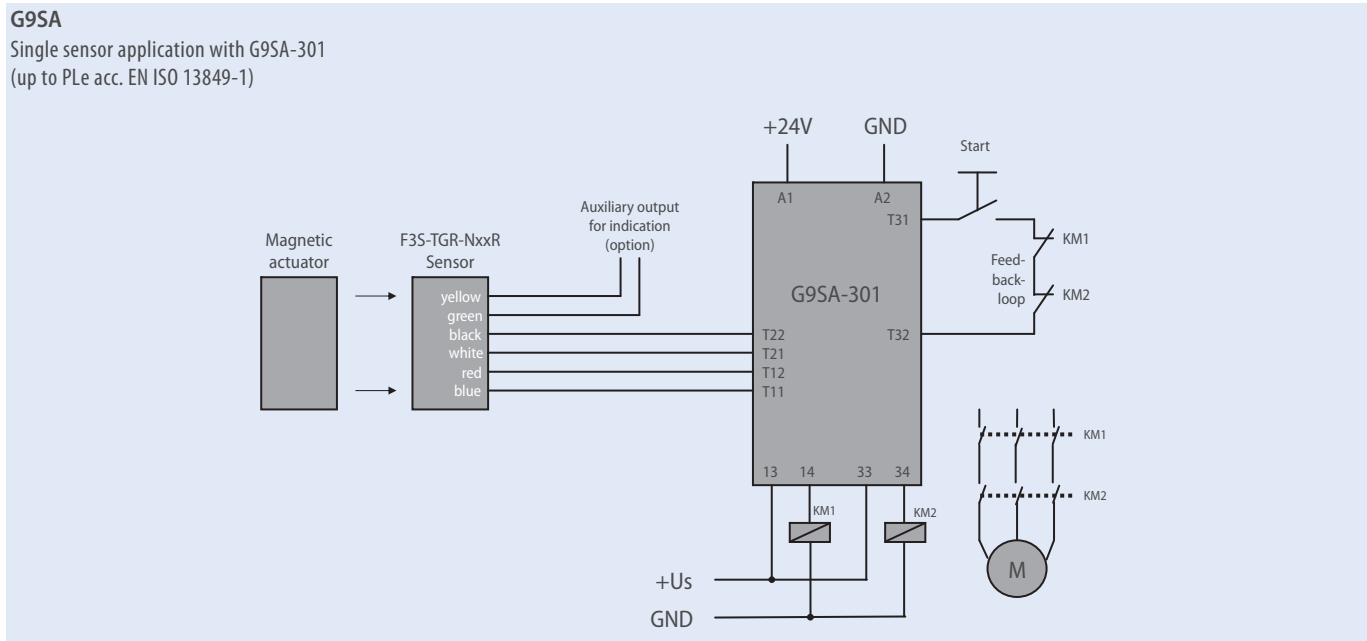 G9SA
Single sensor application with G9SA-301
(up to PLe acc. EN ISO 13849-1)
+24V
GND
Start
A1
A2
T31
Auxiliary output
for indication
(option)
Magnetic
actuator
F3S-TGR-NxxR
Sensor
KM1
Feed-
back-
loop
KM2
G9SA-301
yellow
green
black
white
red
blue
T22
T21
T12
T11
T32
KM1
KM2
13
14
33
34
KM1
KM2
M
+Us
GND